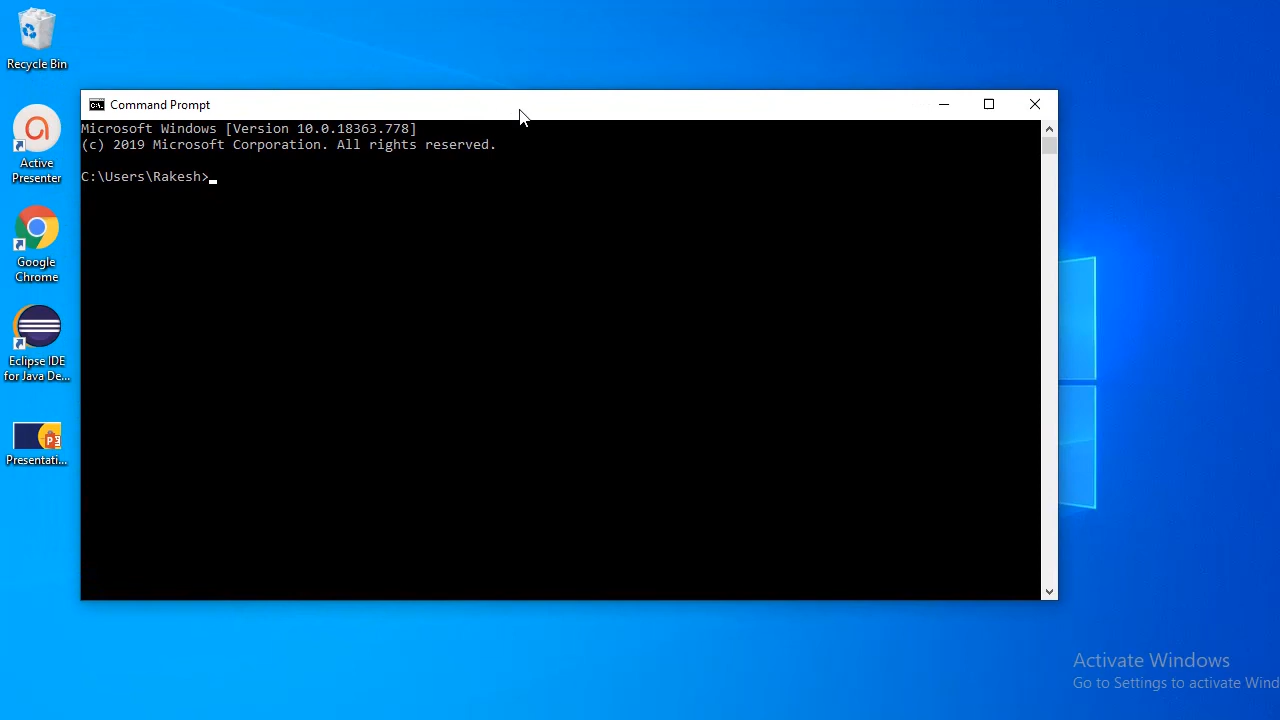 Recycle Bin
Active
Presenter
Google
Chrome
Eclipse IDE
for Java De...
Presentati...
Command Prompt
Microsoft Windows [Version 10.0.18363.778]
(c) 2019 Microsoft Corporation. All rights reserved.
C:\Users\Rakesh>
Activate Windows
Go to Settings to activate Wind